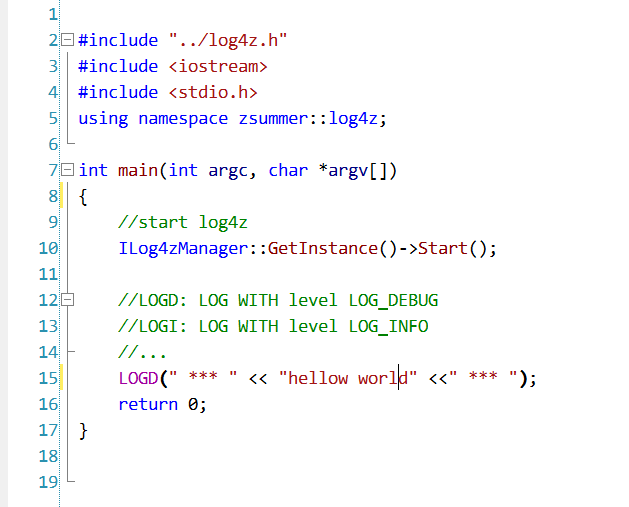 1
2 #include "../log4z.h"
3 #include <iostream>
4 #include <stdio.h>
5 using namespace zsummer::log4z;
6
7 int main(int argc, char *argv[])
8 {
9 //start log4z
10 ILog4zManager::GetInstance()->Start();
11
12 //LOGD: LOG WITH level LOG_DEBUG
13 //LOGI: LOG WITH level LOG_INFO
14 //...
15 LOGD(" *** " << "hellow world" <<" *** ");
16 return 0;
17 }
18
19